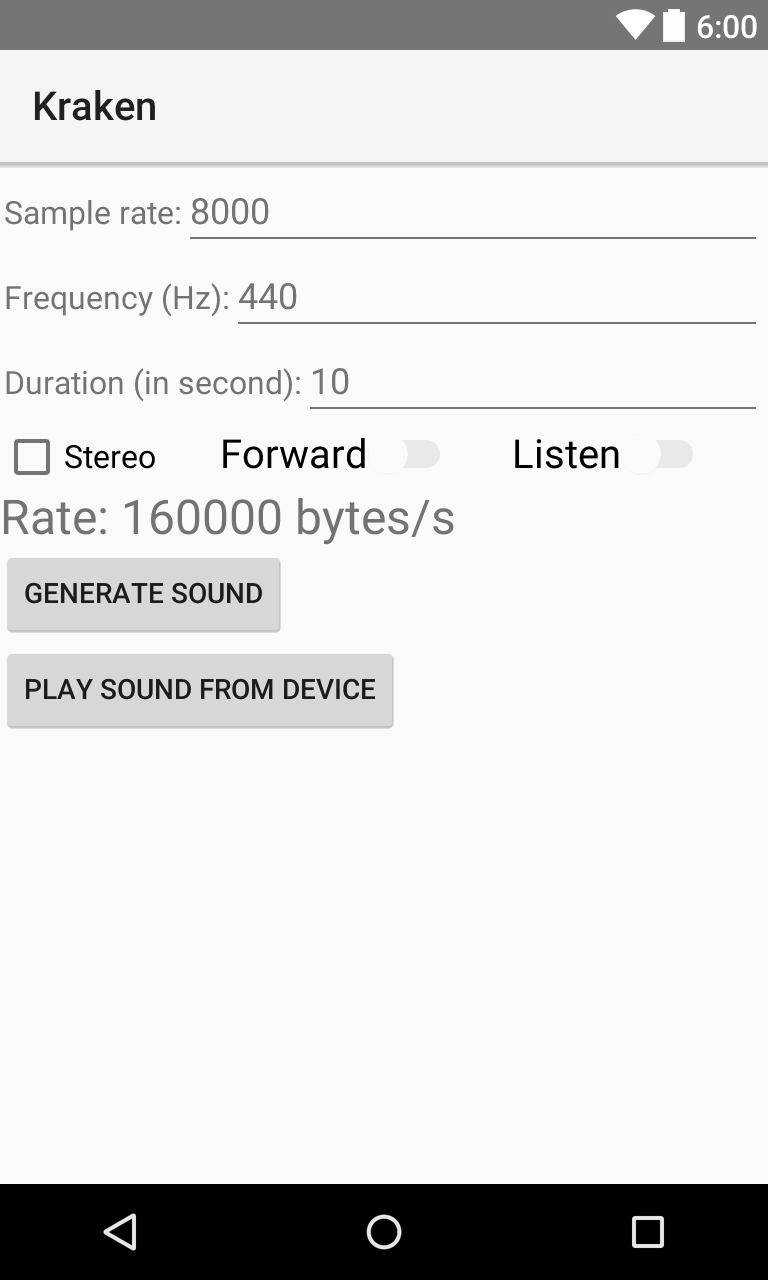 6:00
Kraken
Sample rate: 8000
Frequency (Hz): 440
Duration (in second): 10
Stereo Forward Listen
Rate: 160000 bytes/s
GENERATE SOUND
PLAY SOUND FROM DEVICE